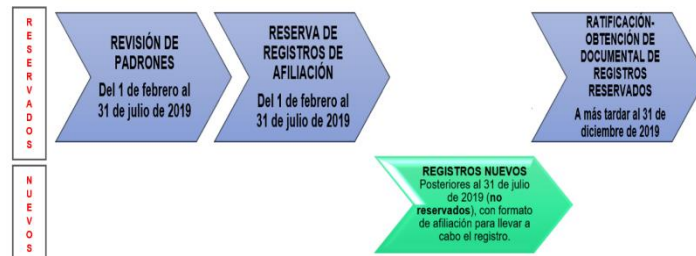 RESERVADOS
REVISIÓN DE
PADRONES
Del 1 de febrero al
31 de julio de 2019
RESERVA DE
REGISTROS DE
AFILIACIÓN
Del 1 de febrero al
31 de julio de 2019
RATIFICACIÓN-
OBTENCIÓN DE
DOCUMENTAL DE
REGISTROS
RESERVADOS
A más tardar al 31 de
diciembre de 2019
NUEVOS
REGISTROS NUEVOS
Posteriores al 31 de julio
de 2019 (no
reservados), con formato
de afiliación para llevar a
cabo el registro.